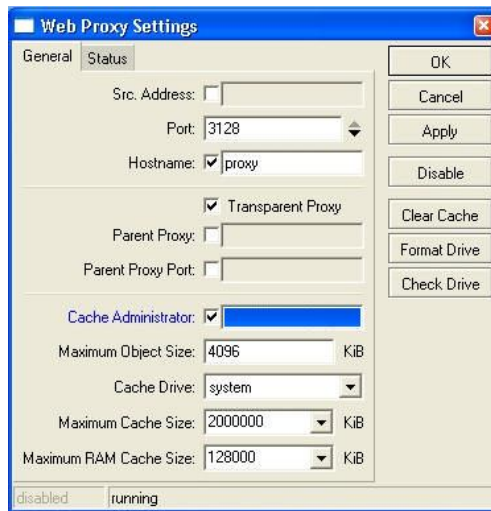 Web Proxy Settings
General Status
Src. Address:
Port: 3128
Hostname: proxy
Transparent Proxy
Parent Proxy:
Parent Proxy Port:
Cache Administrator:
Maximum Object Size: 4096 KiB
Cache Drive: system
Maximum Cache Size: 2000000 KiB
Maximum RAM Cache Size: 128000 KiB
OK
Cancel
Apply
Disable
Clear Cache
Format Drive
Check Drive
disabled running